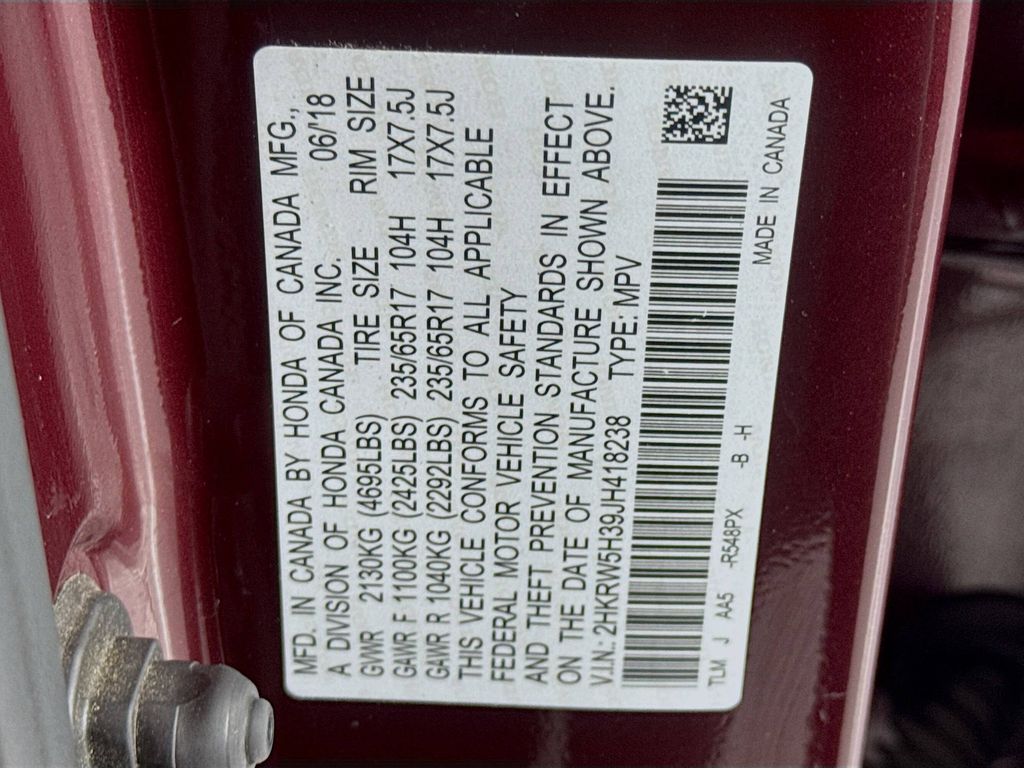 MFD. IN CANADA BY HONDA OF CANADA MFG.,
A DIVISION OF HONDA CANADA INC. 06/'18
GWR 2130KG (4695LBS) TIRE SIZE RIM SIZE
GAWR F 1100KG (2425LBS) 235/65R17 104H 17X7.5J
GAWR R 1040KG (2292LBS) 235/65R17 104H 17X7.5J
THIS VEHICLE CONFORMS TO ALL APPLICABLE
FEDERAL MOTOR VEHICLE SAFETY
AND THEFT PREVENTION STANDARDS IN EFFECT
ON THE DATE OF MANUFACTURE SHOWN ABOVE.
V.I.N.: 2HKRW5H39JH418238 TYPE: MPV
TLM J AA5 -R548PX -B -H MADE IN CANADA